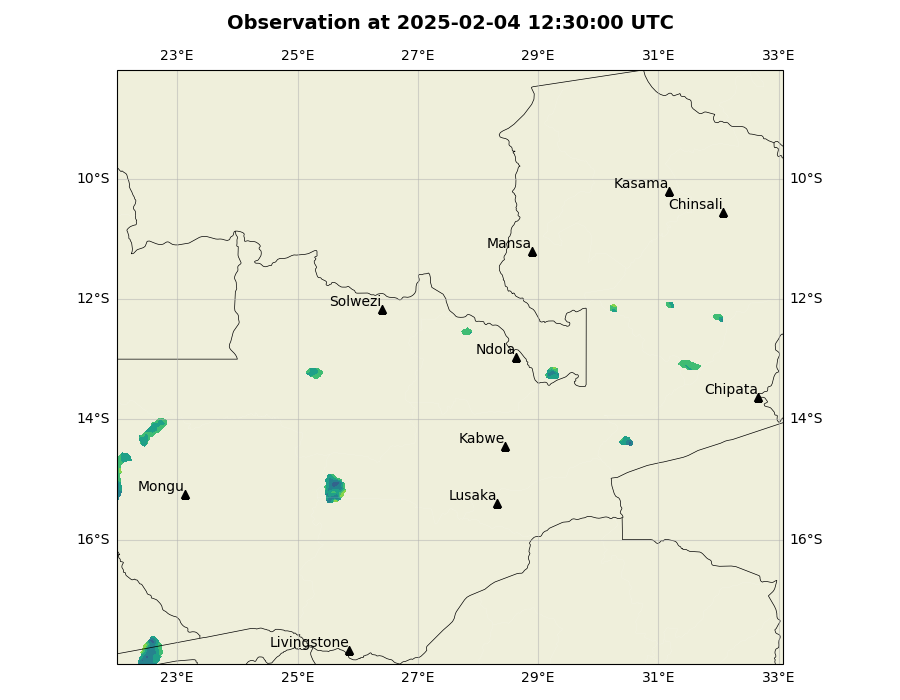 Observation at 2025-02-04 12:30:00 UTC
23°E 25°E 27°E 29°E 31°E 33°E
10°S 10°S
Kasama
Chinsali
Mansa
12°S 12°S
Solwezi
Ndola
Chipata
14°S 14°S
Kabwe
Mongu
Lusaka
16°S 16°S
Livingstone
23°E 25°E 27°E 29°E 31°E 33°E